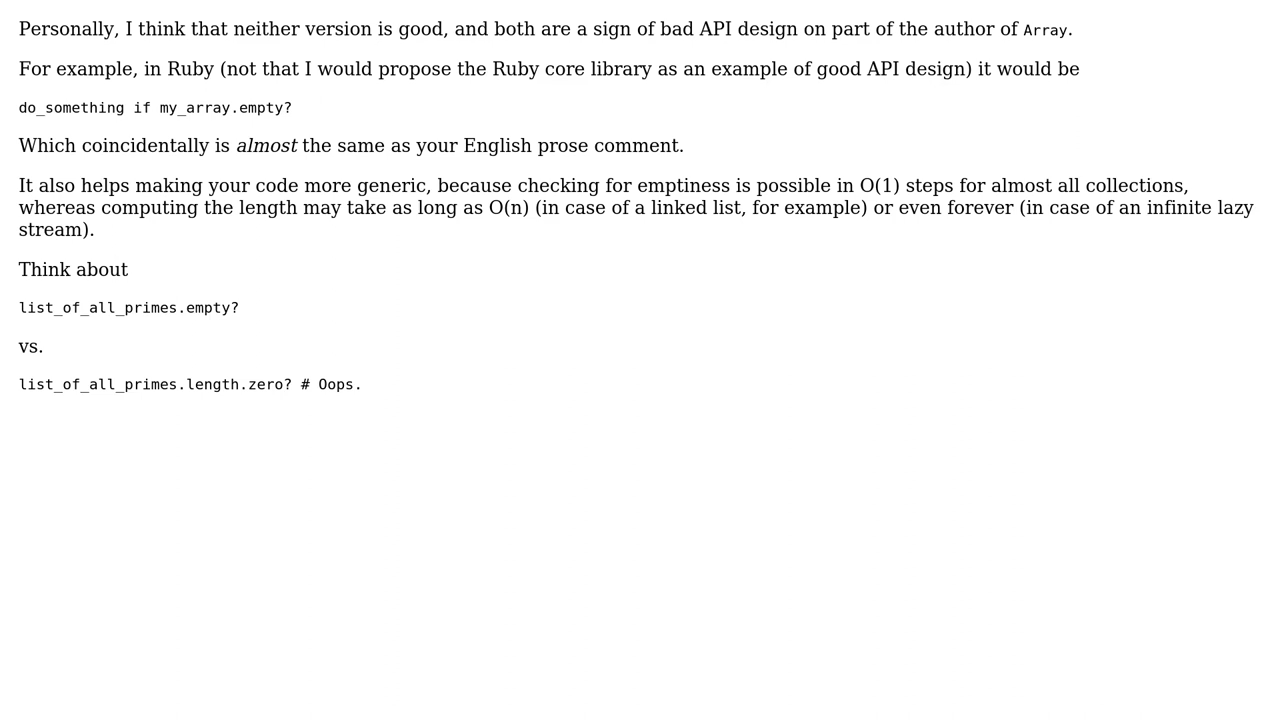 Personally, I think that neither version is good, and both are a sign of bad API design on part of the author of Array.
For example, in Ruby (not that I would propose the Ruby core library as an example of good API design) it would be
do_something if my_array.empty?
Which coincidentally is almost the same as your English prose comment.
It also helps making your code more generic, because checking for emptiness is possible in O(1) steps for almost all collections,
whereas computing the length may take as long as O(n) (in case of a linked list, for example) or even forever (in case of an infinite lazy
stream).
Think about
list_of_all_primes.empty?
vs.
list_of_all_primes.length.zero? # Oops.